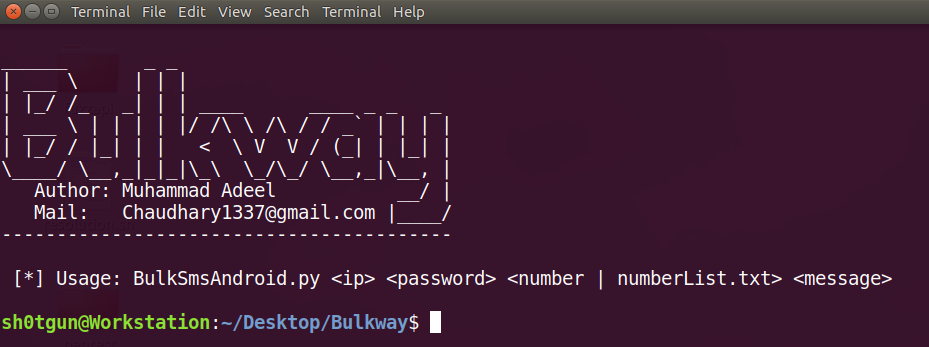 Terminal File Edit View Search Terminal Help
Bulkway
Author: Muhammad Adeel
Mail: Chaudhary1337@gmail.com
-----------------------------------------
[*] Usage: BulkSmsAndroid.py <ip> <password> <number | numberList.txt> <message>
sh0tgun@Workstation:~/Desktop/Bulkway$